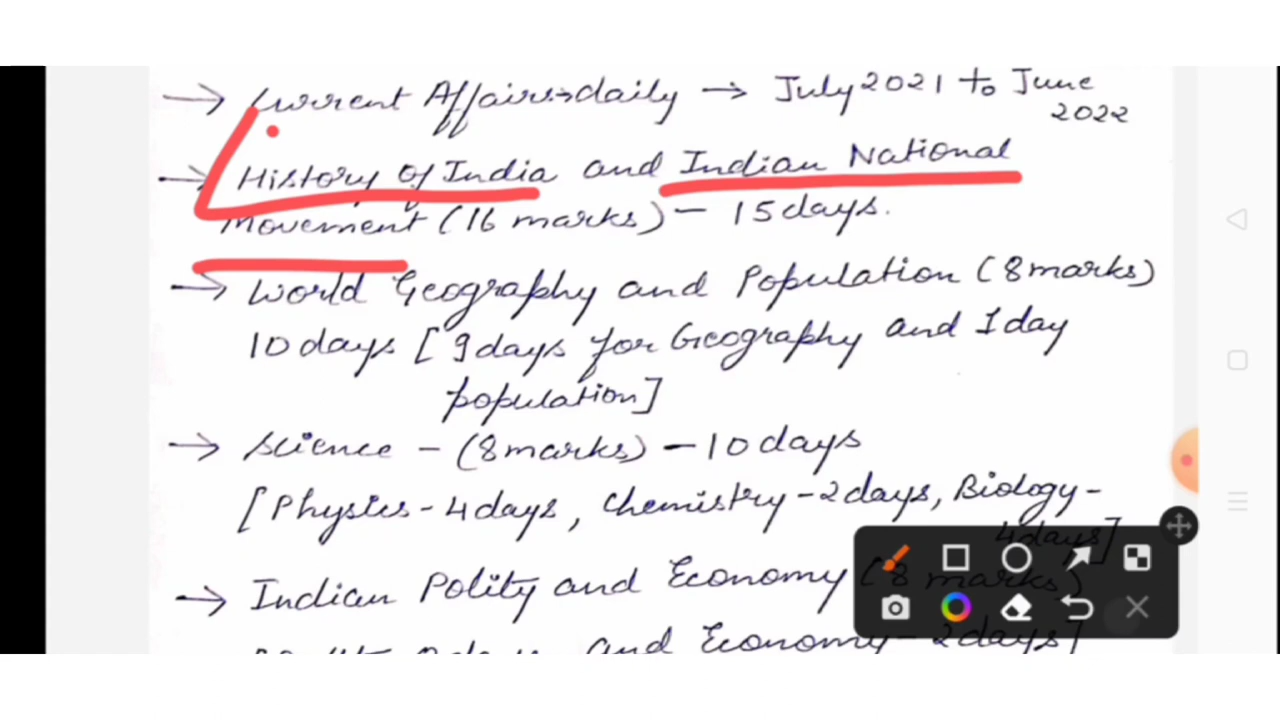 → Current Affairs→daily → July 2021 to June
2022
→ History of India and Indian National
Movement (16 marks) – 15 days.
→ World Geography and Population (8 marks)
10 days [9 days for Geography and 1 day
population]
→ Science – (8 marks) – 10 days
[Physics - 4 days, Chemistry - 2 days, Biology -
4 days]
→ Indian Polity and Economy (8 marks)
and Economy - 2 days]